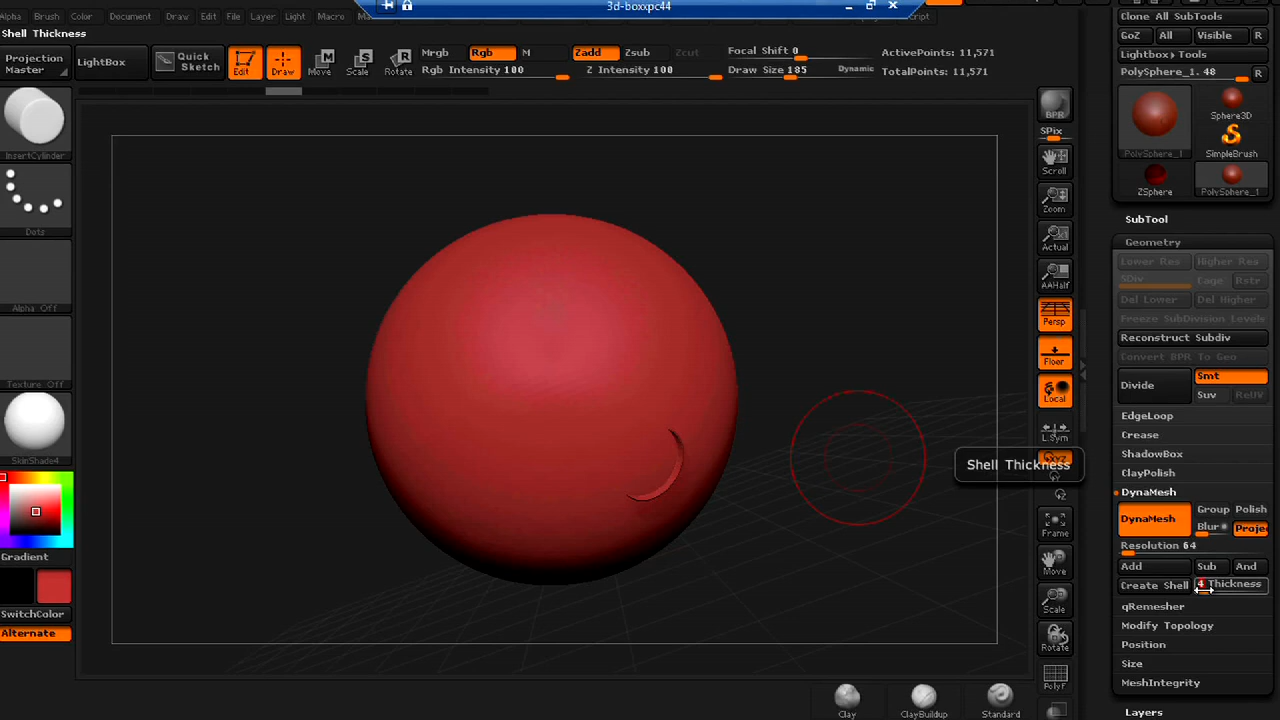 3d-boxxpc44
Alpha Brush Color Document Draw Edit File Layer Light Macro
Shell Thickness
Projection Master
LightBox
Quick Sketch
Edit
Draw
Move
Scale
Rotate
Mrgb Rgb M
Rgb Intensity 100
Zadd Zsub Zcut
Z Intensity 100
Focal Shift 0
Draw Size 185 Dynamic
ActivePoints: 11,571
TotalPoints: 11,571
InsertCylinder
Dots
Alpha Off
Texture Off
SkinShade4
Gradient
SwitchColor
Alternate
BPR
SPix
Scroll
Zoom
Actual
AAHalf
Persp
Floor
Local
L.Sym
Frame
Move
Scale
Rotate
PolyF
Shell Thickness
Clay
ClayBuildup
Standard
Clone All SubTools
GoZ All Visible R
Lightbox▸Tools
PolySphere_1. 48 R
PolySphere_1
Sphere3D
SimpleBrush
ZSphere
PolySphere_1
SubTool
Geometry
Lower Res Higher Res
SDiv Cage Rstr
Del Lower Del Higher
Freeze SubDivision Levels
Reconstruct Subdiv
Convert BPR To Geo
Divide Smt
Suv ReUV
EdgeLoop
Crease
ShadowBox
ClayPolish
DynaMesh
DynaMesh Group Polish
Blur Proje
Resolution 64
Add Sub And
Create Shell 4 Thickness
qRemesher
Modify Topology
Position
Size
MeshIntegrity
Layers